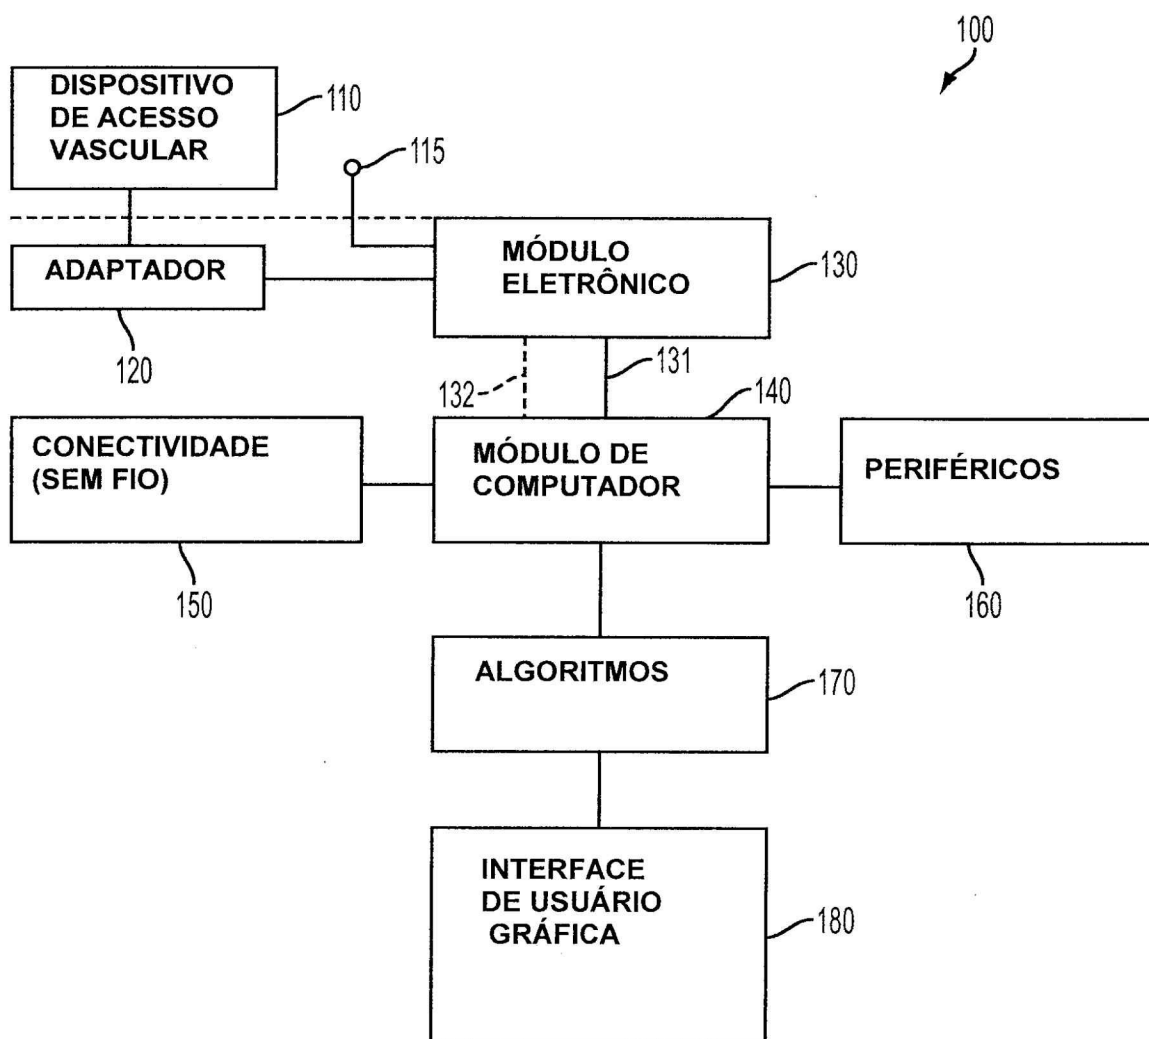 100
DISPOSITIVO
DE ACESSO
VASCULAR
110
115
ADAPTADOR
120
MÓDULO
ELETRÔNICO
130
132
131
140
CONECTIVIDADE
(SEM FIO)
150
MÓDULO DE
COMPUTADOR
PERIFÉRICOS
160
ALGORITMOS
170
INTERFACE
DE USUÁRIO
GRÁFICA
180